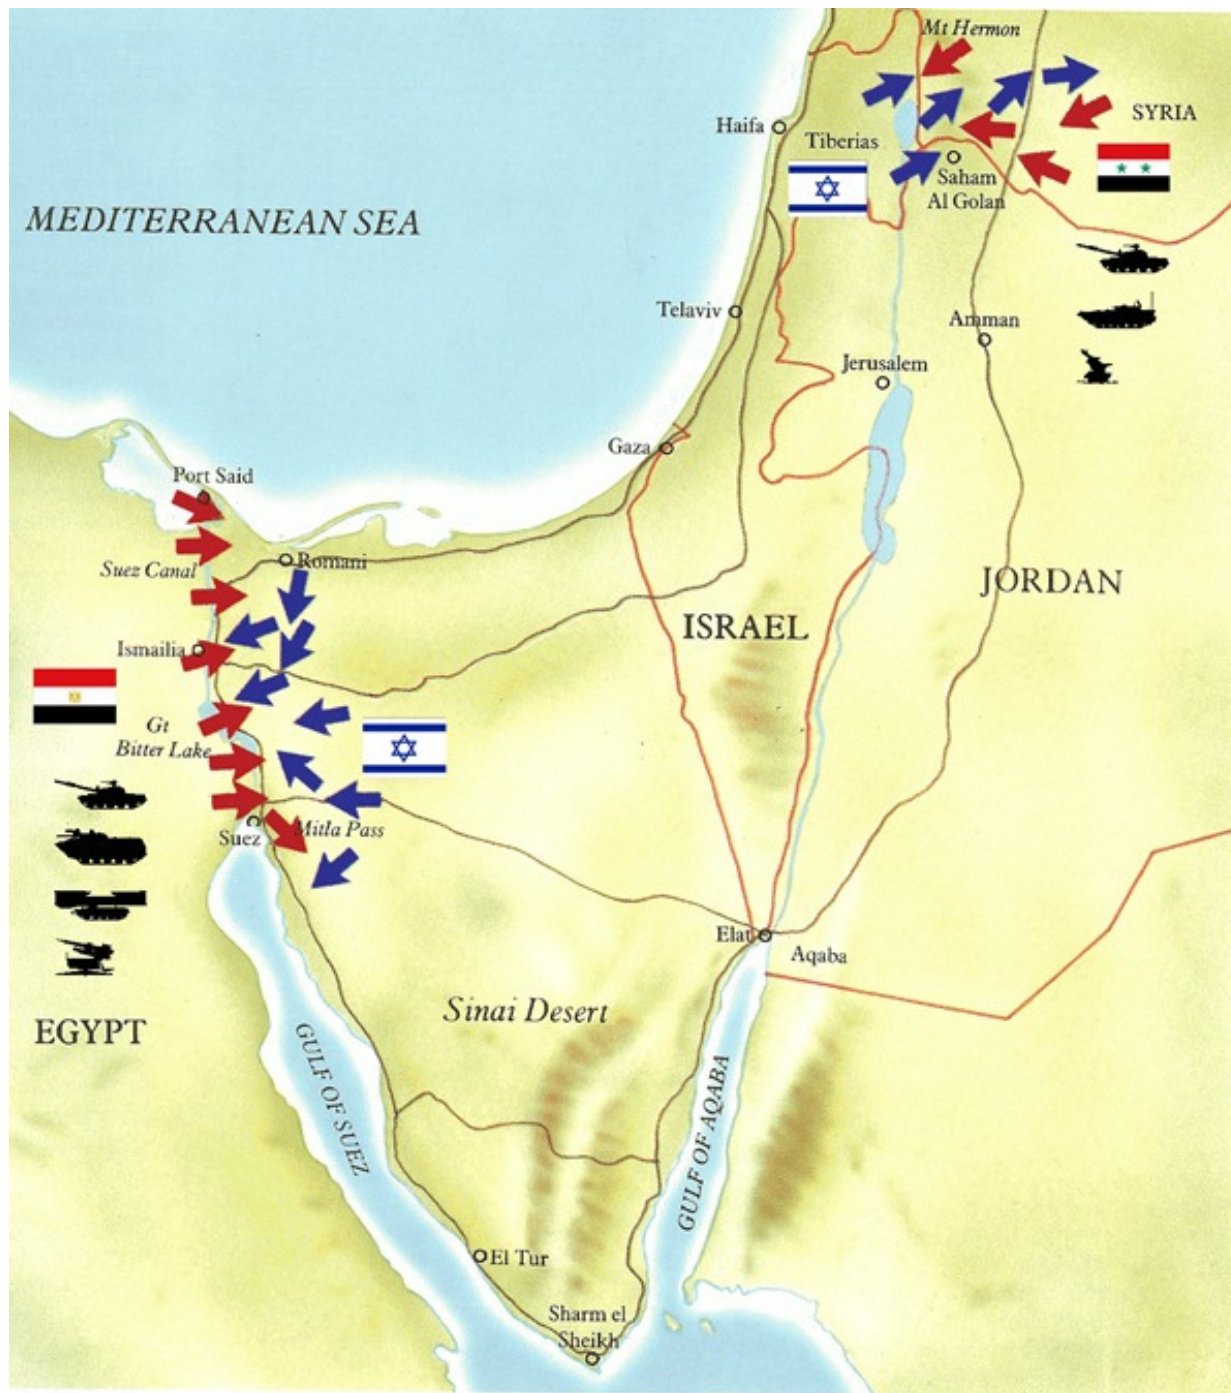 Mt Hermon
SYRIA
Haifa
Tiberias
Saham
Al Golan
MEDITERRANEAN SEA
Telaviv
Amman
Jerusalem
Gaza
Port Said
Suez Canal
Romani
JORDAN
ISRAEL
Ismailia
Gt
Bitter Lake
Mitla Pass
Suez
Elat
Aqaba
Sinai Desert
EGYPT
GULF OF SUEZ
GULF OF AQABA
El Tur
Sharm el
Sheikh